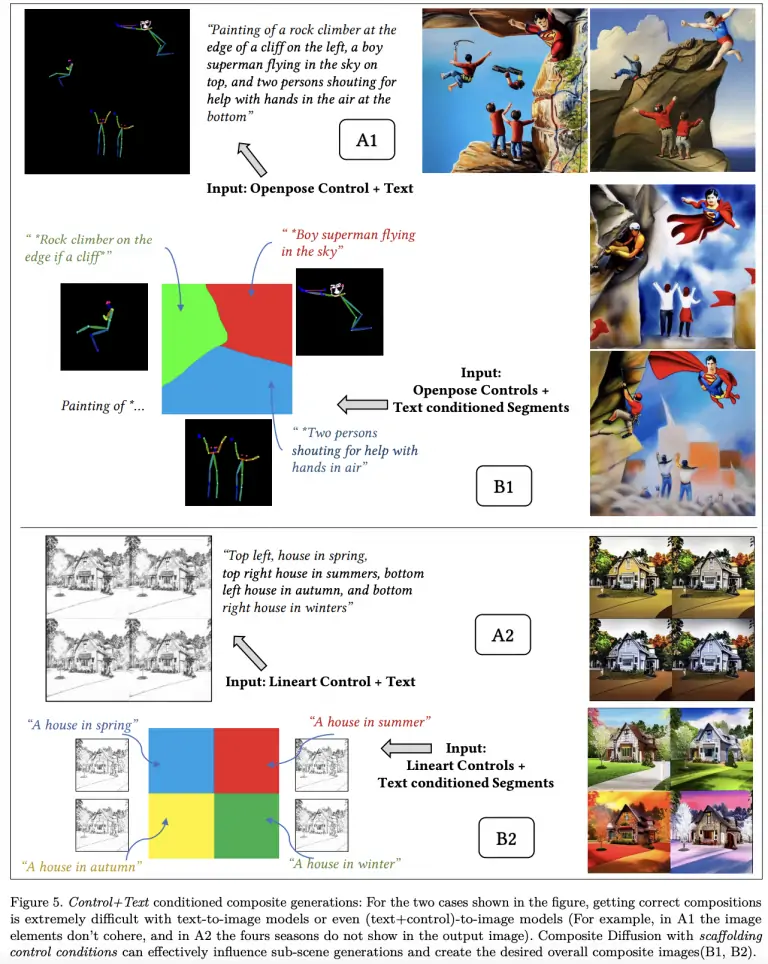 “Painting of a rock climber at the
edge of a cliff on the left, a boy
superman flying in the sky on
top, and two persons shouting for
help with hands in the air at the
bottom”
A1
Input: Openpose Control + Text
“ *Rock climber on the
edge if a cliff*”
“ *Boy superman flying
in the sky”
Painting of *...
Input:
Openpose Controls +
Text conditioned Segments
“ *Two persons
shouting for help with
hands in air”
B1
“Top left, house in spring,
top right house in summers, bottom
left house in autumn, and bottom
right house in winters”
A2
Input: Lineart Control + Text
“A house in spring”
“A house in summer”
Input:
Lineart Controls +
Text conditioned Segments
B2
“A house in autumn”
“A house in winter”
Figure 5. Control+Text conditioned composite generations: For the two cases shown in the figure, getting correct compositions
is extremely difficult with text-to-image models or even (text+control)-to-image models (For example, in A1 the image
elements don’t cohere, and in A2 the fours seasons do not show in the output image). Composite Diffusion with scaffolding
control conditions can effectively influence sub-scene generations and create the desired overall composite images(B1, B2).